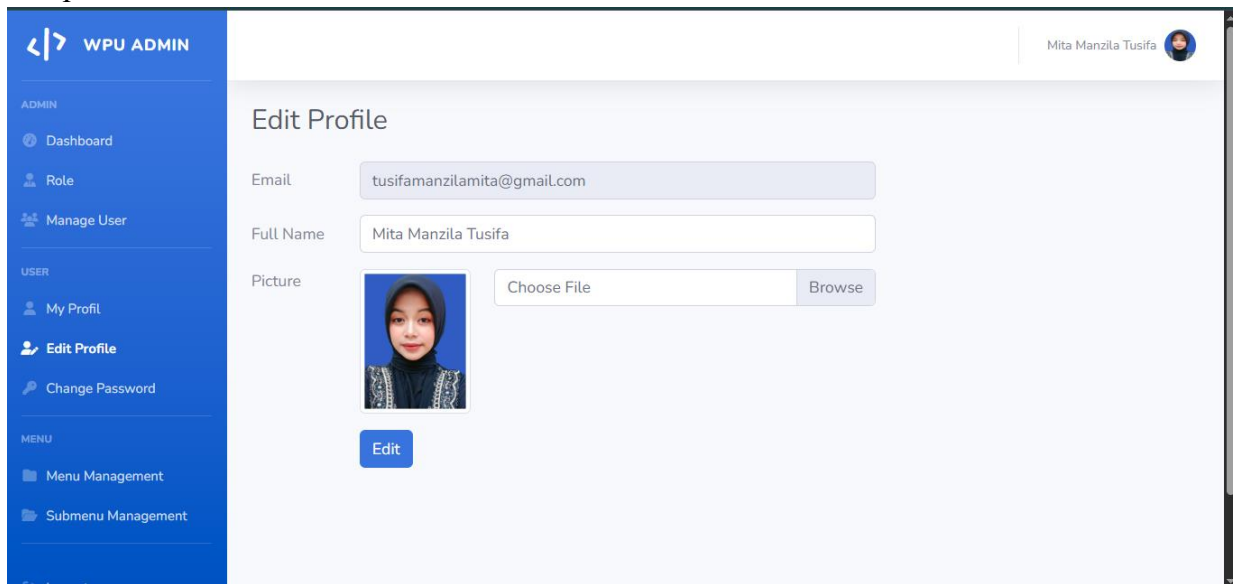 WPU ADMIN
Mita Manzila Tusifa
ADMIN
Dashboard
Role
Manage User
USER
My Profil
Edit Profile
Change Password
MENU
Menu Management
Submenu Management
Edit Profile
Email tusifamanzilamita@gmail.com
Full Name Mita Manzila Tusifa
Picture Choose File Browse
Edit